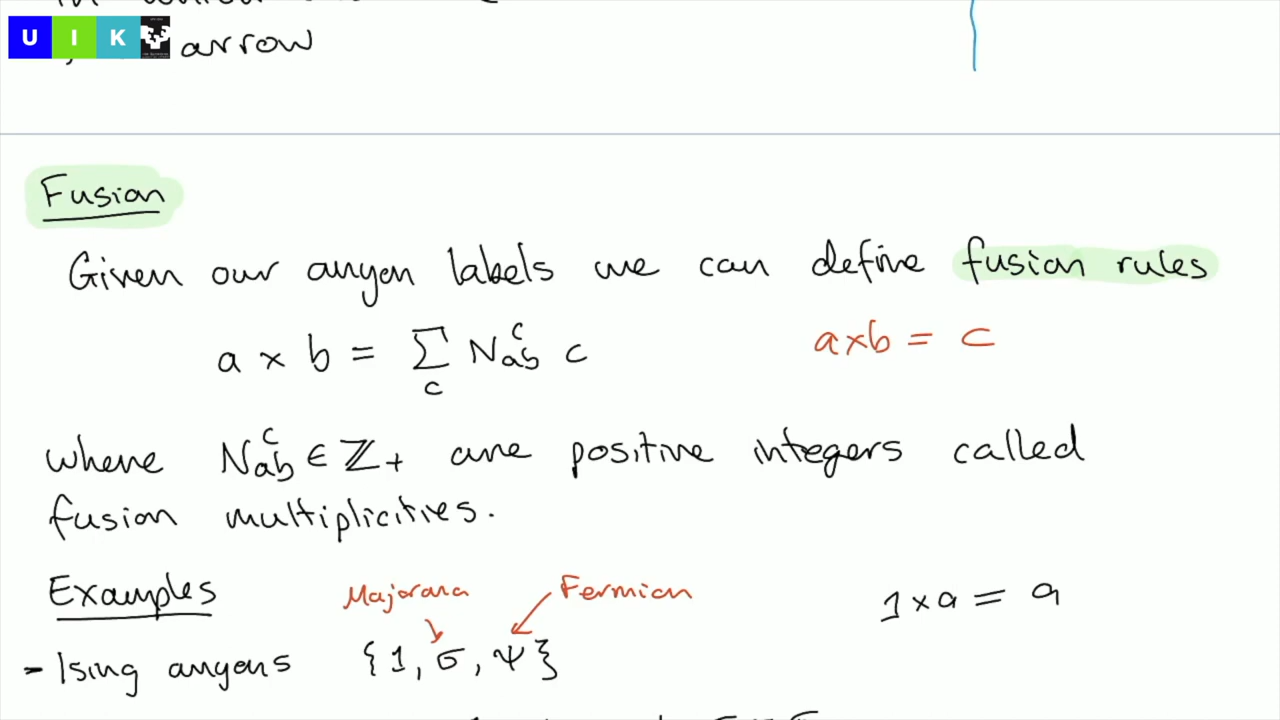 U I K
arrow
Fusion
Given our anyon labels we can define fusion rules
a × b = Σ_c N_ab^c c    a×b = c
where N_ab^c ∈ ℤ+ are positive integers called
fusion multiplicities.
Examples    Majorana    Fermion    1×a = a
- Ising anyons {1, σ, ψ}